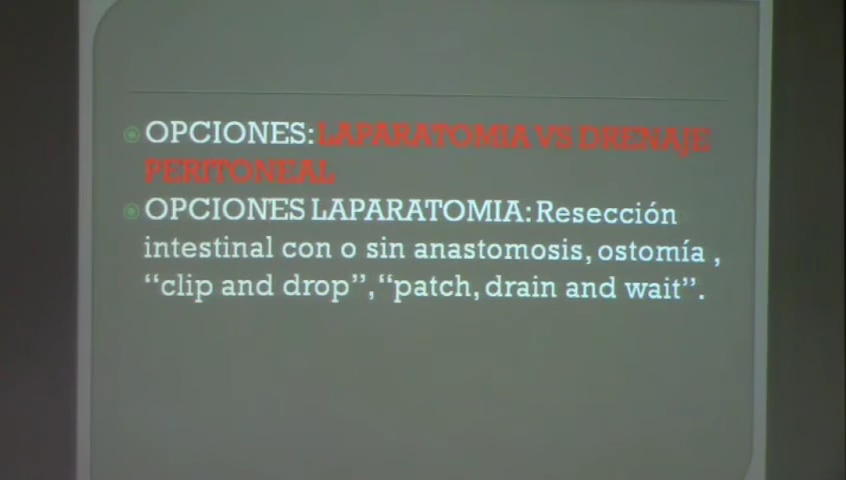 OPCIONES: LAPARATOMIA VS DRENAJE
PERITONEAL
OPCIONES LAPARATOMIA: Resección
intestinal con o sin anastomosis, ostomía ,
“clip and drop”, “patch, drain and wait”.